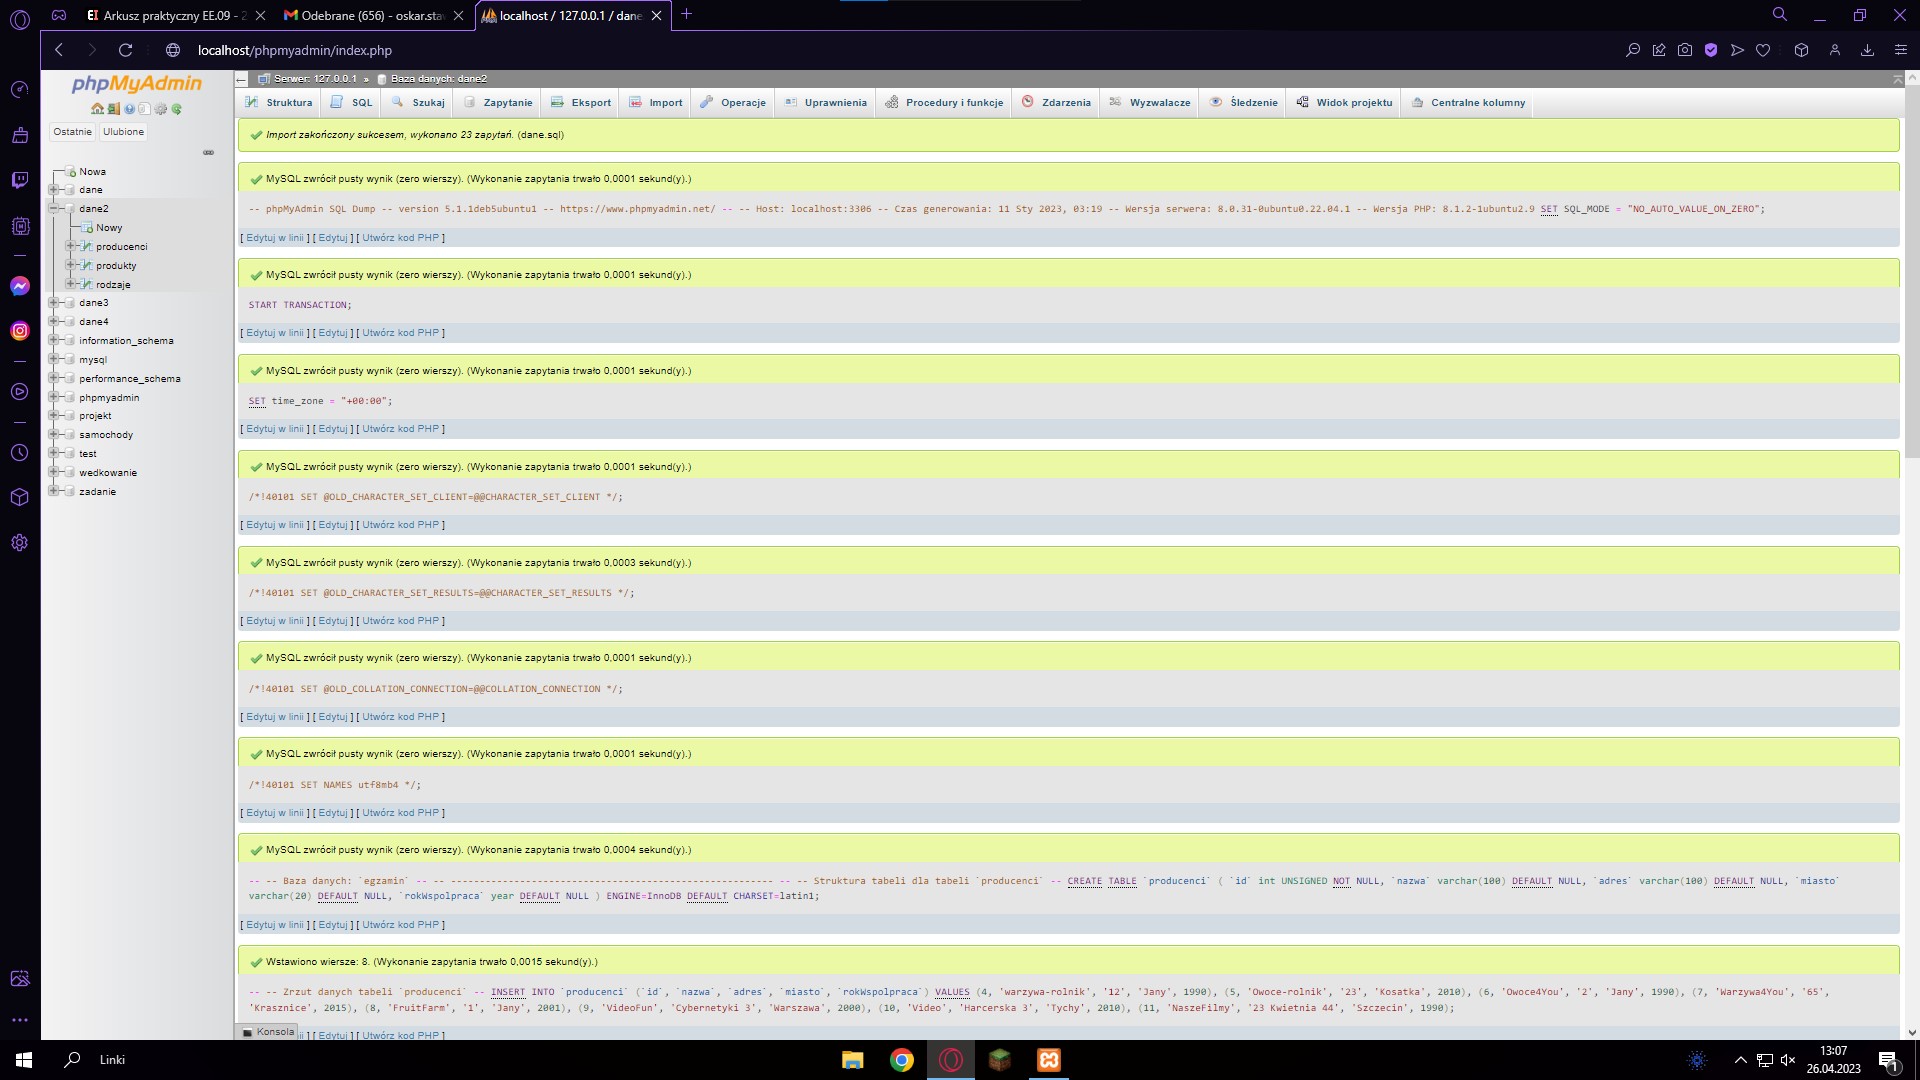 Arkusz praktyczny EE.09 - 2
Odebrane (656) - oskar.sta
localhost / 127.0.0.1 / dane
localhost/phpmyadmin/index.php
phpMyAdmin
Ostatnie
Ulubione
Nowa
dane
dane2
Nowy
producenci
produkty
rodzaje
dane3
dane4
information_schema
mysql
performance_schema
phpmyadmin
projekt
samochody
test
wedkowanie
zadanie
Serwer: 127.0.0.1 » Baza danych: dane2
Struktura SQL Szukaj Zapytanie Eksport Import Operacje Uprawnienia Procedury i funkcje Zdarzenia Wyzwalacze Śledzenie Widok projektu Centralne kolumny
Import zakończony sukcesem, wykonano 23 zapytań. (dane.sql)
MySQL zwrócił pusty wynik (zero wierszy). (Wykonanie zapytania trwało 0,0001 sekund(y).)
-- phpMyAdmin SQL Dump -- version 5.1.1deb5ubuntu1 -- https://www.phpmyadmin.net/ -- -- Host: localhost:3306 -- Czas generowania: 11 Sty 2023, 03:19 -- Wersja serwera: 8.0.31-0ubuntu0.22.04.1 -- Wersja PHP: 8.1.2-1ubuntu2.9 SET SQL_MODE = "NO_AUTO_VALUE_ON_ZERO";
[ Edytuj w linii ] [ Edytuj ] [ Utwórz kod PHP ]
MySQL zwrócił pusty wynik (zero wierszy). (Wykonanie zapytania trwało 0,0001 sekund(y).)
START TRANSACTION;
[ Edytuj w linii ] [ Edytuj ] [ Utwórz kod PHP ]
MySQL zwrócił pusty wynik (zero wierszy). (Wykonanie zapytania trwało 0,0001 sekund(y).)
SET time_zone = "+00:00";
[ Edytuj w linii ] [ Edytuj ] [ Utwórz kod PHP ]
MySQL zwrócił pusty wynik (zero wierszy). (Wykonanie zapytania trwało 0,0001 sekund(y).)
/*!40101 SET @OLD_CHARACTER_SET_CLIENT=@@CHARACTER_SET_CLIENT */;
[ Edytuj w linii ] [ Edytuj ] [ Utwórz kod PHP ]
MySQL zwrócił pusty wynik (zero wierszy). (Wykonanie zapytania trwało 0,0003 sekund(y).)
/*!40101 SET @OLD_CHARACTER_SET_RESULTS=@@CHARACTER_SET_RESULTS */;
[ Edytuj w linii ] [ Edytuj ] [ Utwórz kod PHP ]
MySQL zwrócił pusty wynik (zero wierszy). (Wykonanie zapytania trwało 0,0001 sekund(y).)
/*!40101 SET @OLD_COLLATION_CONNECTION=@@COLLATION_CONNECTION */;
[ Edytuj w linii ] [ Edytuj ] [ Utwórz kod PHP ]
MySQL zwrócił pusty wynik (zero wierszy). (Wykonanie zapytania trwało 0,0001 sekund(y).)
/*!40101 SET NAMES utf8mb4 */;
[ Edytuj w linii ] [ Edytuj ] [ Utwórz kod PHP ]
MySQL zwrócił pusty wynik (zero wierszy). (Wykonanie zapytania trwało 0,0004 sekund(y).)
-- -- Baza danych: `egzamin` -- -- -------------------------------------------------------- -- -- Struktura tabeli dla tabeli `producenci` -- CREATE TABLE `producenci` ( `id` int UNSIGNED NOT NULL, `nazwa` varchar(100) DEFAULT NULL, `adres` varchar(100) DEFAULT NULL, `miasto`
varchar(20) DEFAULT NULL, `rokWspolpraca` year DEFAULT NULL ) ENGINE=InnoDB DEFAULT CHARSET=latin1;
[ Edytuj w linii ] [ Edytuj ] [ Utwórz kod PHP ]
Wstawiono wiersze: 8. (Wykonanie zapytania trwało 0,0015 sekund(y).)
-- -- Zrzut danych tabeli `producenci` -- INSERT INTO `producenci` (`id`, `nazwa`, `adres`, `miasto`, `rokWspolpraca`) VALUES (4, 'warzywa-rolnik', '12', 'Jany', 1990), (5, 'Owoce-rolnik', '23', 'Kosatka', 2010), (6, 'Owoce4You', '2', 'Jany', 1990), (7, 'Warzywa4You', '65',
'Krasznice', 2015), (8, 'FruitFarm', '1', 'Jany', 2001), (9, 'VideoFun', 'Cybernetyki 3', 'Warszawa', 2000), (10, 'Video', 'Harcerska 3', 'Tychy', 2010), (11, 'NaszeFilmy', '23 Kwietnia 44', 'Szczecin', 1990);
Konsola
[ Edytuj ] [ Utwórz kod PHP ]
Linki
13:07
26.04.2023
1